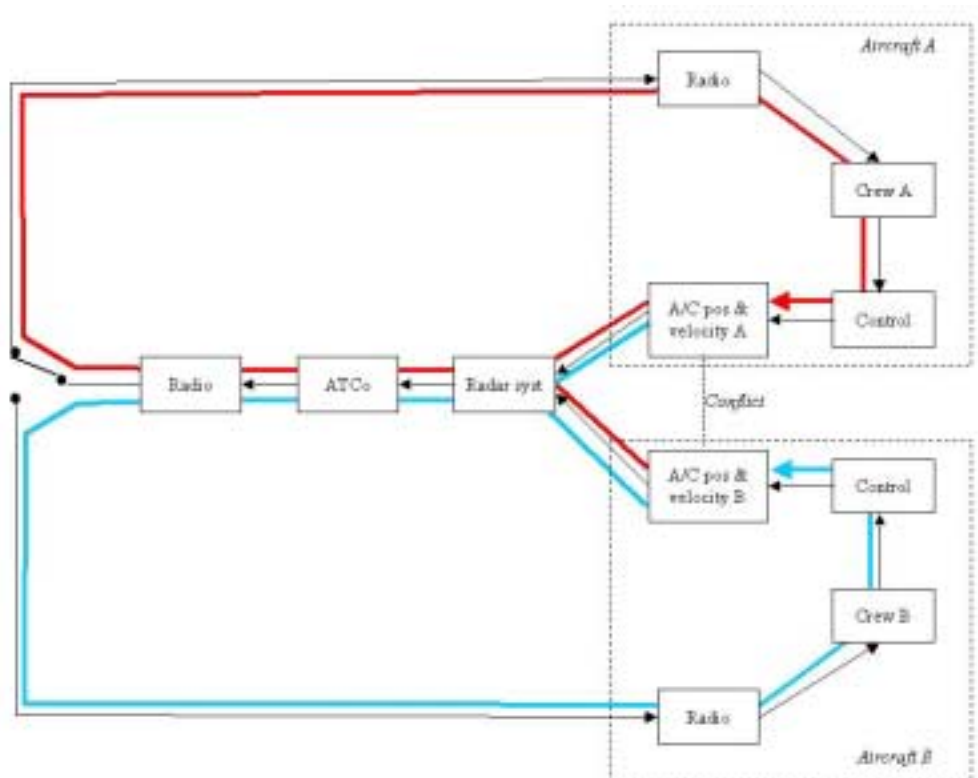 Aircraft A
Radio
Crew A
A/C pos &
velocity A
Control
Radio
ATCo
Radar syst
Conflict
A/C pos &
velocity B
Control
Crew B
Radio
Aircraft B